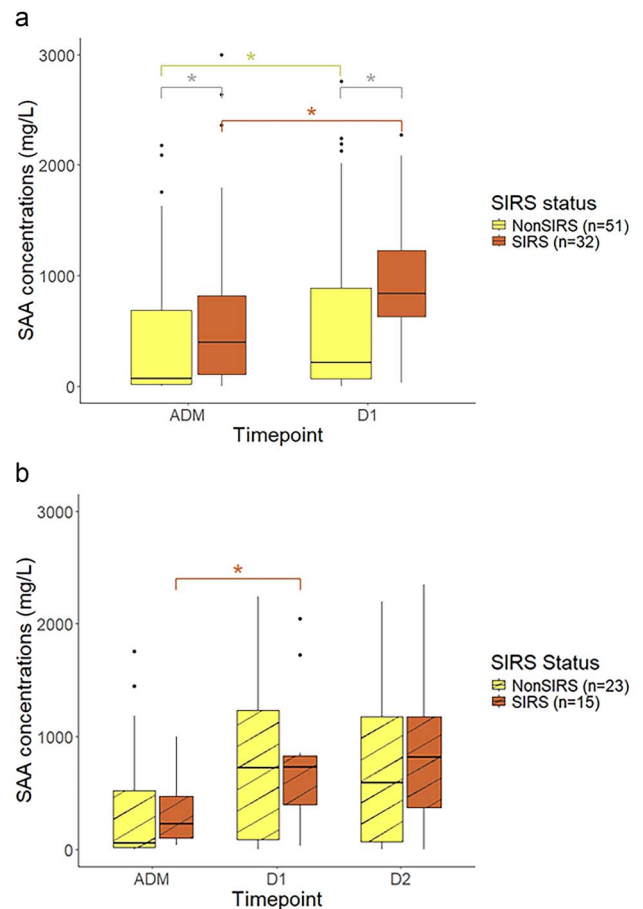 a
SAA concentrations (mg/L)
3000
2000
1000
0
*
*
*
*
ADM
D1
Timepoint
SIRS status
NonSIRS (n=51)
SIRS (n=32)
b
SAA concentrations (mg/L)
3000
2000
1000
0
*
ADM
D1
D2
Timepoint
SIRS Status
NonSIRS (n=23)
SIRS (n=15)